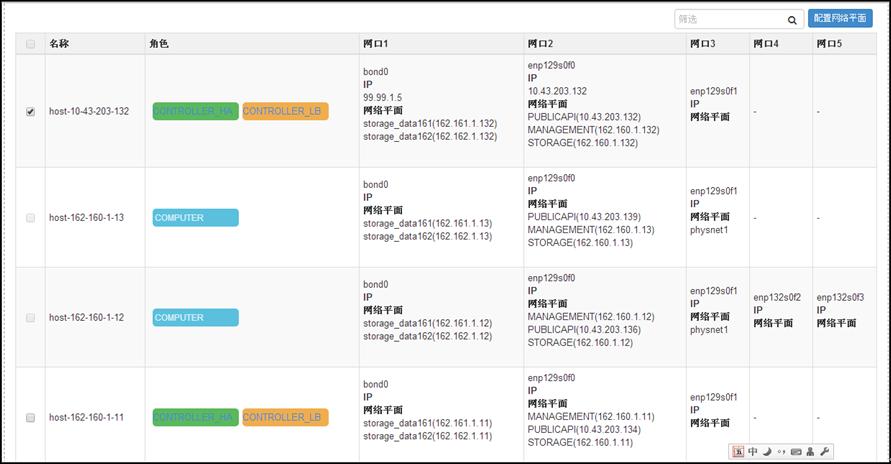 筛选
配置网络平面
名称 角色 网口1 网口2 网口3 网口4 网口5
host-10-43-203-132
CONTROLLER_HA CONTROLLER_LB
bond0
IP
99.99.1.5
网络平面
storage_data161(162.161.1.132)
storage_data162(162.162.1.132)
enp129s0f0
IP
10.43.203.132
网络平面
PUBLICAPI(10.43.203.132)
MANAGEMENT(162.160.1.132)
STORAGE(162.160.1.132)
enp129s0f1
IP
网络平面
-
-
host-162-160-1-13
COMPUTER
bond0
IP
网络平面
storage_data161(162.161.1.13)
storage_data162(162.162.1.13)
enp129s0f0
IP
网络平面
PUBLICAPI(10.43.203.139)
MANAGEMENT(162.160.1.13)
STORAGE(162.160.1.13)
enp129s0f1
IP
网络平面
physnet1
-
-
host-162-160-1-12
COMPUTER
bond0
IP
网络平面
storage_data161(162.161.1.12)
storage_data162(162.162.1.12)
enp129s0f0
IP
网络平面
MANAGEMENT(162.160.1.12)
PUBLICAPI(10.43.203.136)
STORAGE(162.160.1.12)
enp129s0f1
IP
网络平面
physnet1
enp132s0f2
IP
网络平面
enp132s0f3
IP
网络平面
host-162-160-1-11
CONTROLLER_HA CONTROLLER_LB
bond0
IP
网络平面
storage_data161(162.161.1.11)
storage_data162(162.162.1.11)
enp129s0f0
IP
网络平面
MANAGEMENT(162.160.1.11)
PUBLICAPI(10.43.203.134)
STORAGE(162.160.1.11)
enp129s0f1
IP
网络平面
-
-
五 中